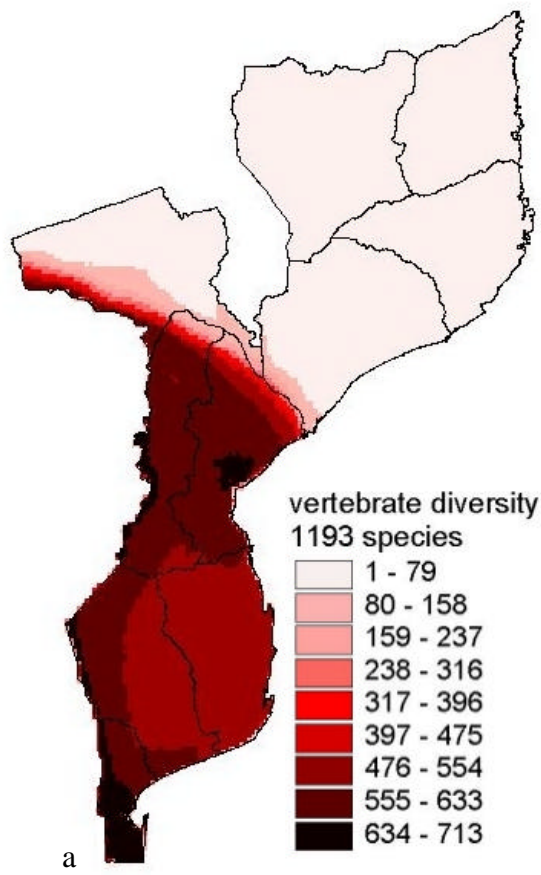 vertebrate diversity
1193 species
1 - 79
80 - 158
159 - 237
238 - 316
317 - 396
397 - 475
476 - 554
555 - 633
634 - 713
a